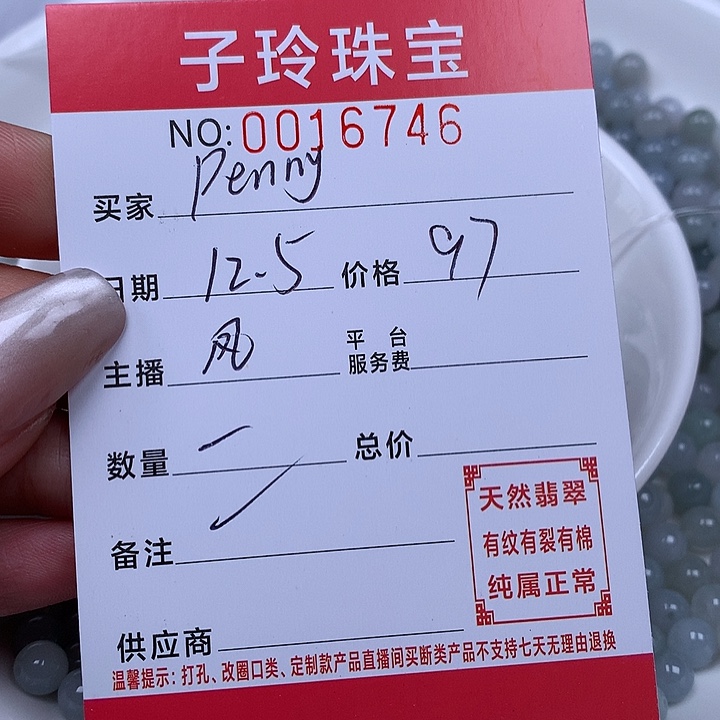 子玲珠宝
NO:0016746
买家 Penny
日期 12.5 价格 97
主播 凤 平台
服务费
数量 一 总价
备注 ✓
天然翡翠
有纹有裂有棉
纯属正常
供应商
温馨提示：打孔、改圈口类、定制款产品直播间买断类产品不支持七天无理由退换